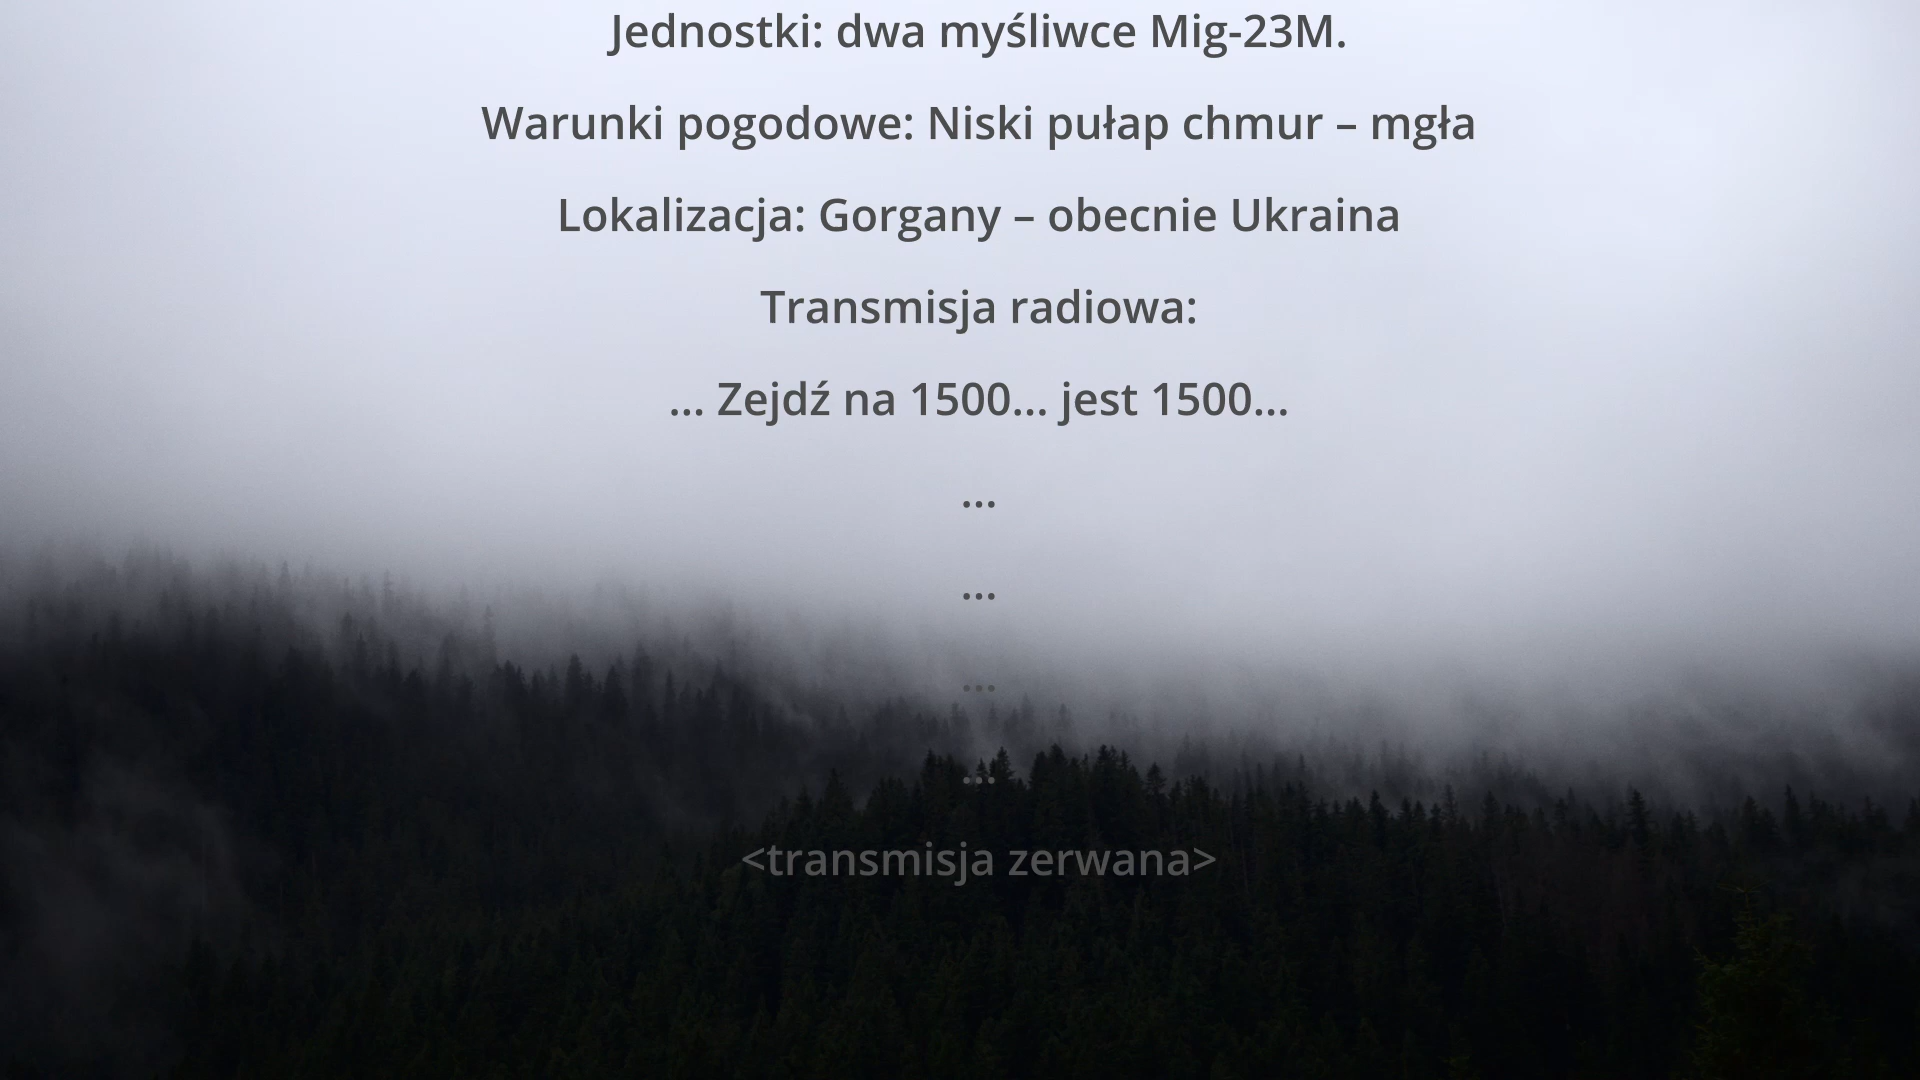 Jednostki: dwa myśliwce Mig-23M.
Warunki pogodowe: Niski pułap chmur – mgła
Lokalizacja: Gorgany – obecnie Ukraina
Transmisja radiowa:
... Zejdź na 1500... jest 1500...
...
...
...
...
<transmisja zerwana>